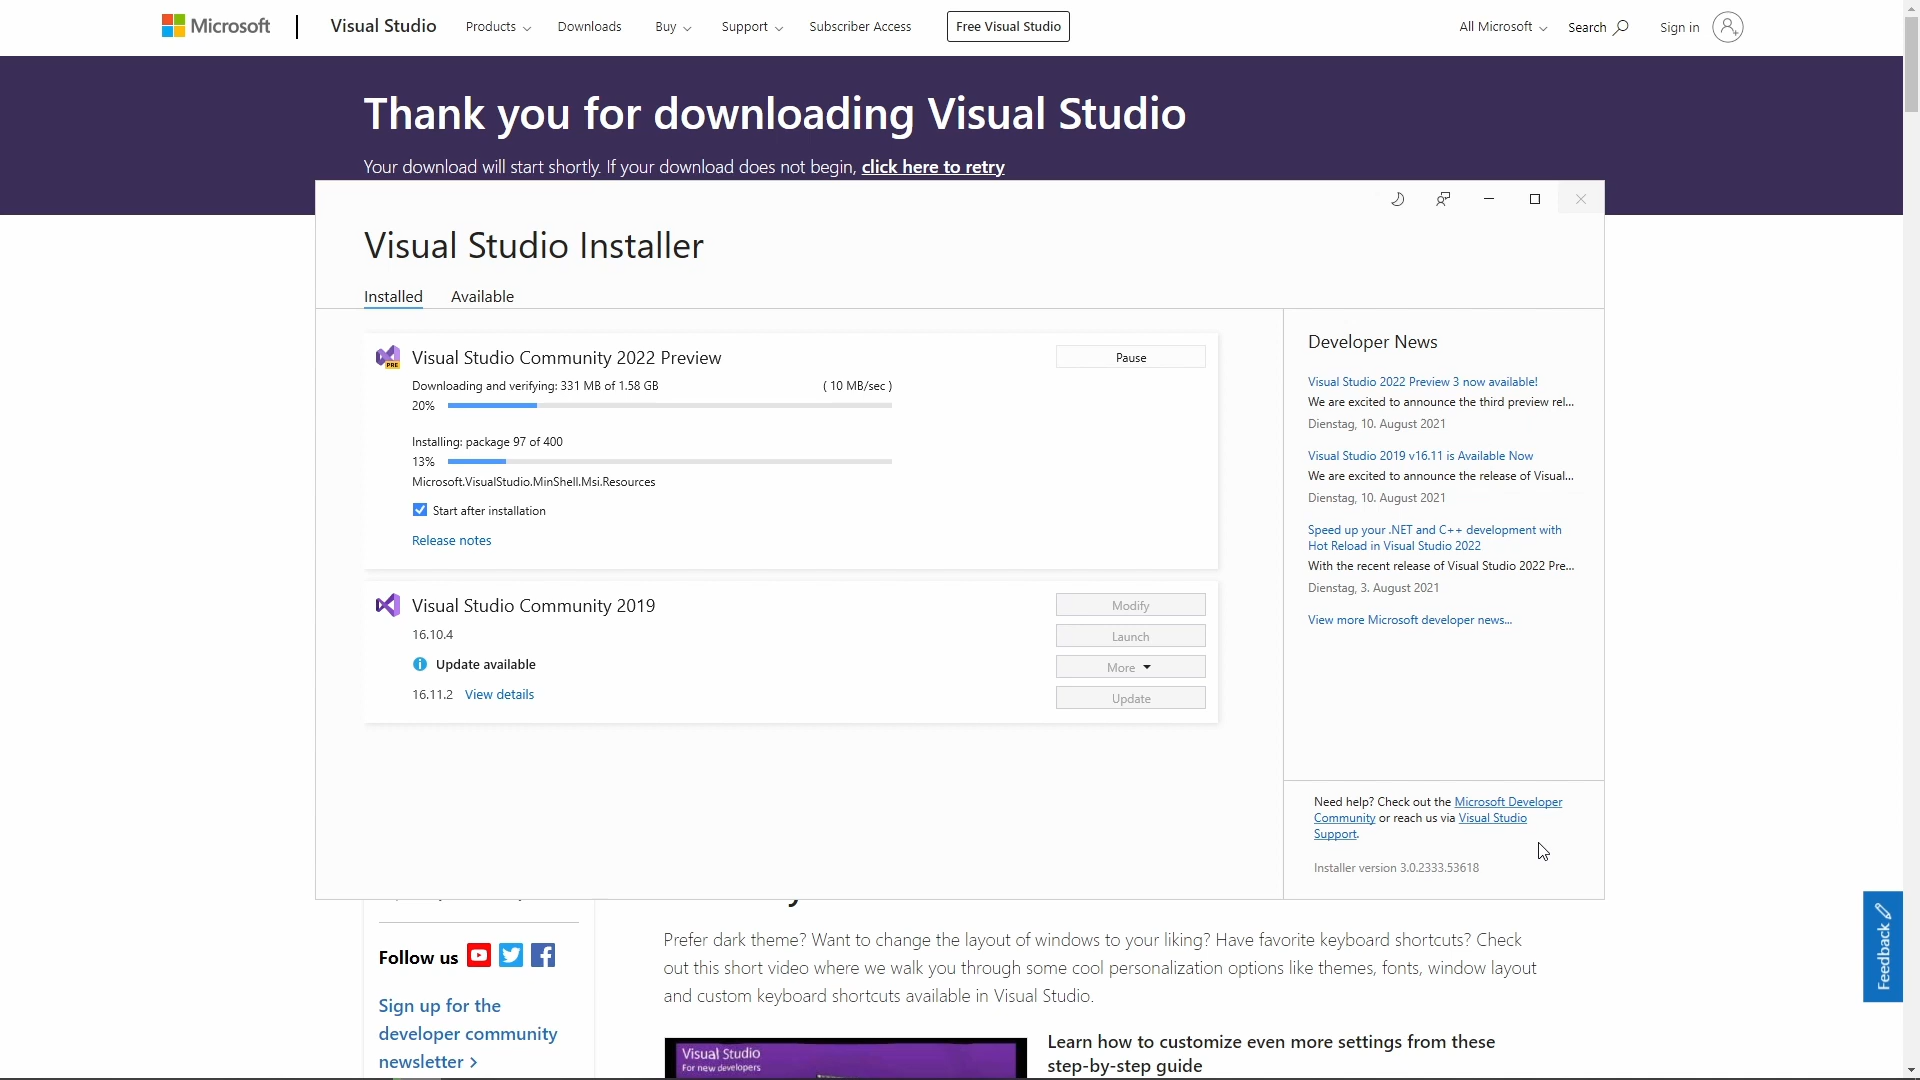 Microsoft
Visual Studio
Products
Downloads
Buy
Support
Subscriber Access
Free Visual Studio
All Microsoft
Search
Sign in
Thank you for downloading Visual Studio
Your download will start shortly. If your download does not begin, click here to retry
Visual Studio Installer
Installed
Available
PRE
Visual Studio Community 2022 Preview
Pause
Downloading and verifying: 331 MB of 1.58 GB
( 10 MB/sec )
20%
Installing: package 97 of 400
13%
Microsoft.VisualStudio.MinShell.Msi.Resources
Start after installation
Release notes
Visual Studio Community 2019
16.10.4
Update available
16.11.2 View details
Modify
Launch
More
Update
Developer News
Visual Studio 2022 Preview 3 now available!
We are excited to announce the third preview rel...
Dienstag, 10. August 2021
Visual Studio 2019 v16.11 is Available Now
We are excited to announce the release of Visual...
Dienstag, 10. August 2021
Speed up your .NET and C++ development with
Hot Reload in Visual Studio 2022
With the recent release of Visual Studio 2022 Pre...
Dienstag, 3. August 2021
View more Microsoft developer news...
Need help? Check out the Microsoft Developer
Community or reach us via Visual Studio
Support.
Installer version 3.0.2333.53618
Feedback
Follow us
Sign up for the
developer community
newsletter >
Prefer dark theme? Want to change the layout of windows to your liking? Have favorite keyboard shortcuts? Check
out this short video where we walk you through some cool personalization options like themes, fonts, window layout
and custom keyboard shortcuts available in Visual Studio.
Visual Studio
For new developers
Learn how to customize even more settings from these
step-by-step guide